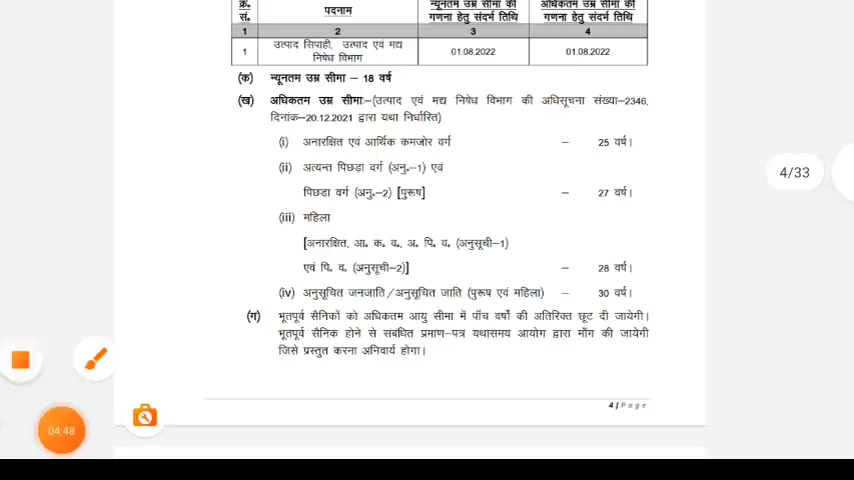 क्र. पदनाम न्यूनतम उम्र सीमा की अधिकतम उम्र सीमा की
सं. गणना हेतु संदर्भ तिथि गणना हेतु संदर्भ तिथि
1 2 3 4
1 उत्पाद सिपाही, उत्पाद एवं मद्य निषेध विभाग 01.08.2022 01.08.2022
(क) न्यूनतम उम्र सीमा – 18 वर्ष
(ख) अधिकतम उम्र सीमाः–(उत्पाद एवं मद्य निषेध विभाग की अधिसूचना संख्या–2346,
दिनांक–20.12.2021 द्वारा यथा निर्धारित)
(i) अनारक्षित एवं आर्थिक कमजोर वर्ग – 25 वर्ष।
(ii) अत्यन्त पिछड़ा वर्ग (अनु.–1) एवं
पिछड़ा वर्ग (अनु.–2) [पुरूष] – 27 वर्ष।
(iii) महिला
[अनारक्षित, आ. क. व., अ. पि. व. (अनुसूची–1)
एवं पि. व. (अनुसूची–2)] – 28 वर्ष।
(iv) अनुसूचित जनजाति/अनुसूचित जाति (पुरूष एवं महिला) – 30 वर्ष।
(ग) भूतपूर्व सैनिकों को अधिकतम आयु सीमा में पाँच वर्षों की अतिरिक्त छूट दी जायेगी।
भूतपूर्व सैनिक होने से संबंधित प्रमाण–पत्र यथासमय आयोग द्वारा माँग की जायेगी
जिसे प्रस्तुत करना अनिवार्य होगा।
4 | Page
4/33
04:48